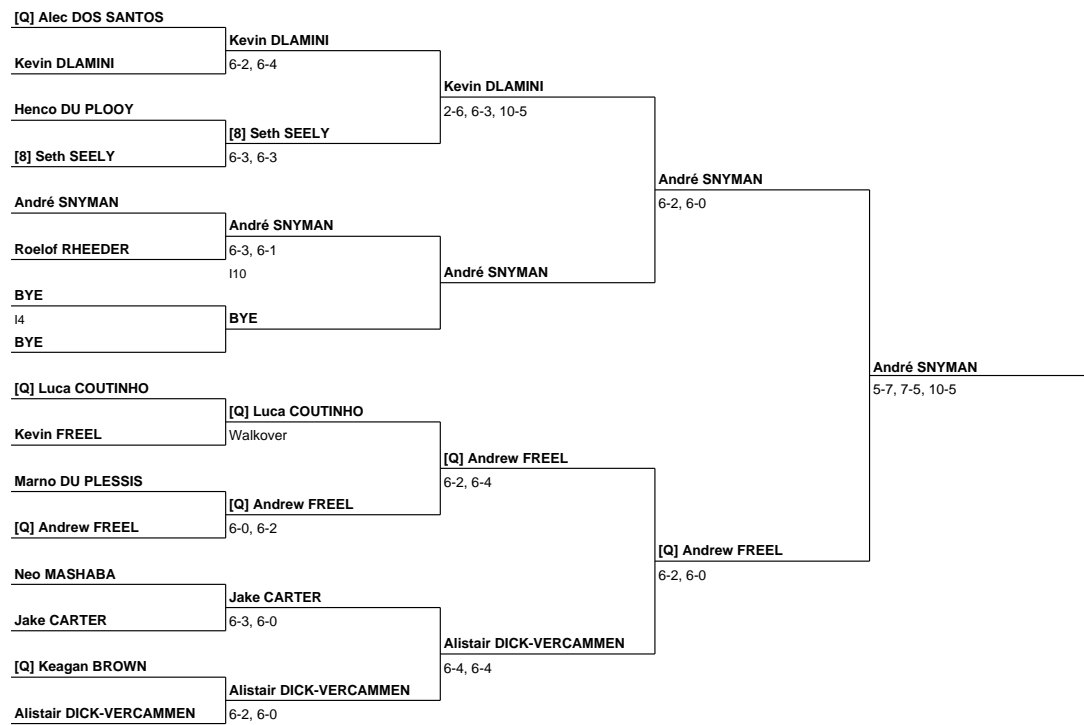 [Q] Alec DOS SANTOS
Kevin DLAMINI
Kevin DLAMINI
6-2, 6-4
Kevin DLAMINI
2-6, 6-3, 10-5
Henco DU PLOOY
[8] Seth SEELY
[8] Seth SEELY
6-3, 6-3
André SNYMAN
6-2, 6-0
André SNYMAN
André SNYMAN
Roelof RHEEDER
6-3, 6-1
I10
André SNYMAN
BYE
I4
BYE
BYE
André SNYMAN
5-7, 7-5, 10-5
[Q] Luca COUTINHO
[Q] Luca COUTINHO
Kevin FREEL
Walkover
[Q] Andrew FREEL
6-2, 6-4
Marno DU PLESSIS
[Q] Andrew FREEL
[Q] Andrew FREEL
6-0, 6-2
[Q] Andrew FREEL
6-2, 6-0
Neo MASHABA
Jake CARTER
Jake CARTER
6-3, 6-0
Alistair DICK-VERCAMMEN
6-4, 6-4
[Q] Keagan BROWN
Alistair DICK-VERCAMMEN
Alistair DICK-VERCAMMEN
6-2, 6-0